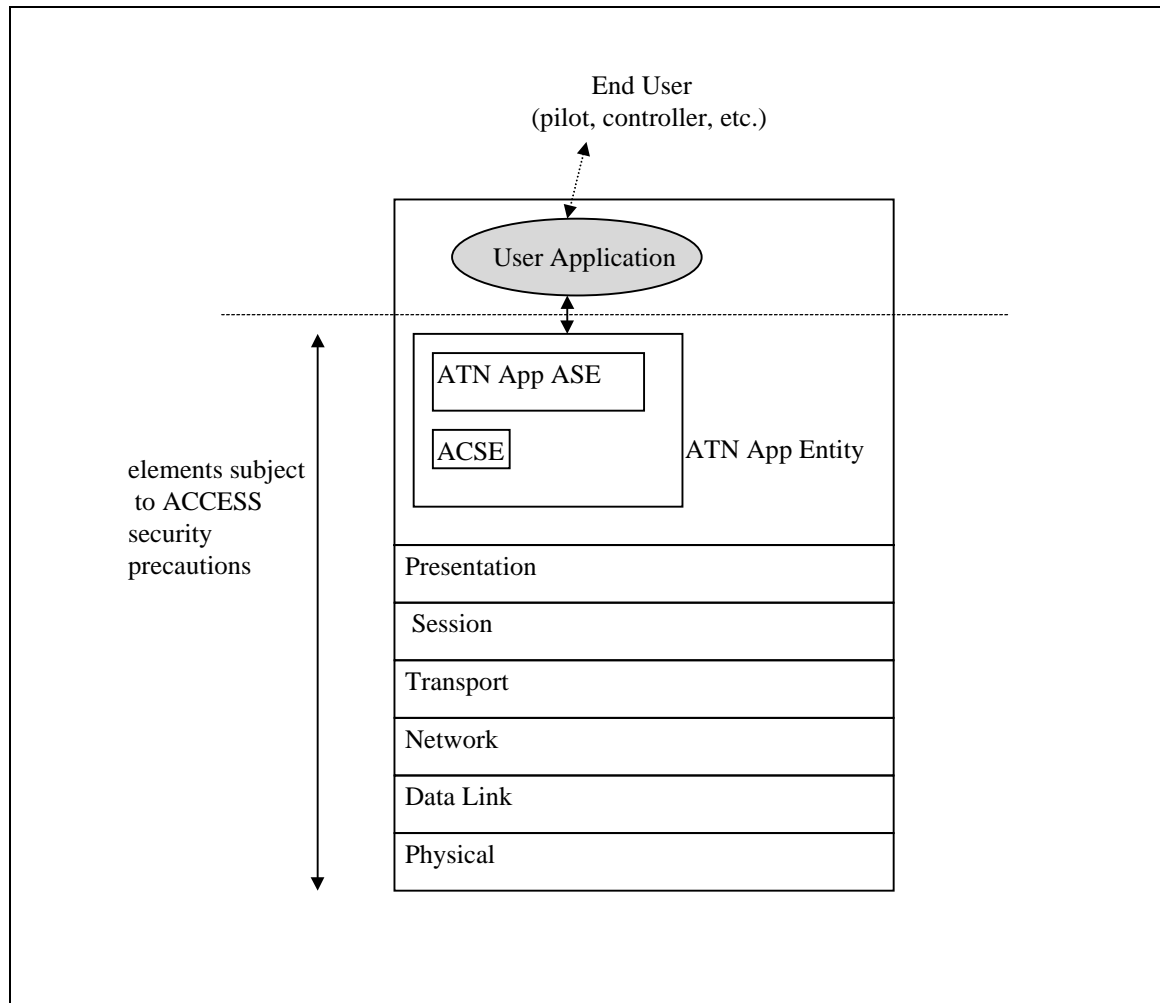 End User
(pilot, controller, etc.)
User Application
ATN App ASE
ACSE
ATN App Entity
elements subject
to ACCESS
security
precautions
Presentation
Session
Transport
Network
Data Link
Physical